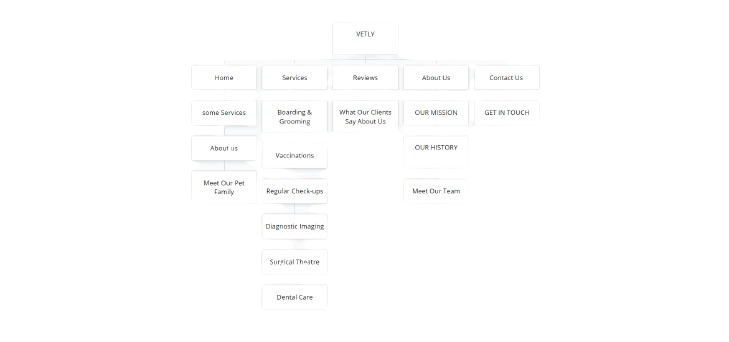 VETLY
Home
Services
Reviews
About Us
Contact Us
some Services
Boarding &
Grooming
What Our Clients
Say About Us
OUR MISSION
GET IN TOUCH
About us
Vaccinations
OUR HISTORY
Meet Our Pet
Family
Regular Check-ups
Meet Our Team
Diagnostic Imaging
Surgical Theatre
Dental Care